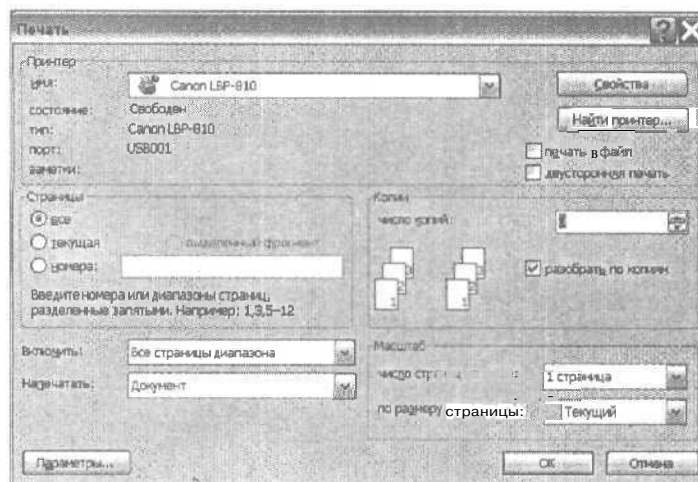 Печать
Принтер
имя: Canon LBP-810 Свойства
состояние: Свободен Найти принтер...
тип: Canon LBP-810
порт: USB001 печать в файл
заметки: двусторонняя печать
Страницы Копии
все число копий:
текущая выделенный фрагмент
номера: разобрать по копиям
Введите номера или диапазоны страниц,
разделенные запятыми. Например: 1,3,5–12
Включить: Все страницы диапазона Масштаб
Напечатать: Документ число 1 страница
по размеру страницы: Текущий
Параметры... ОК Отмена